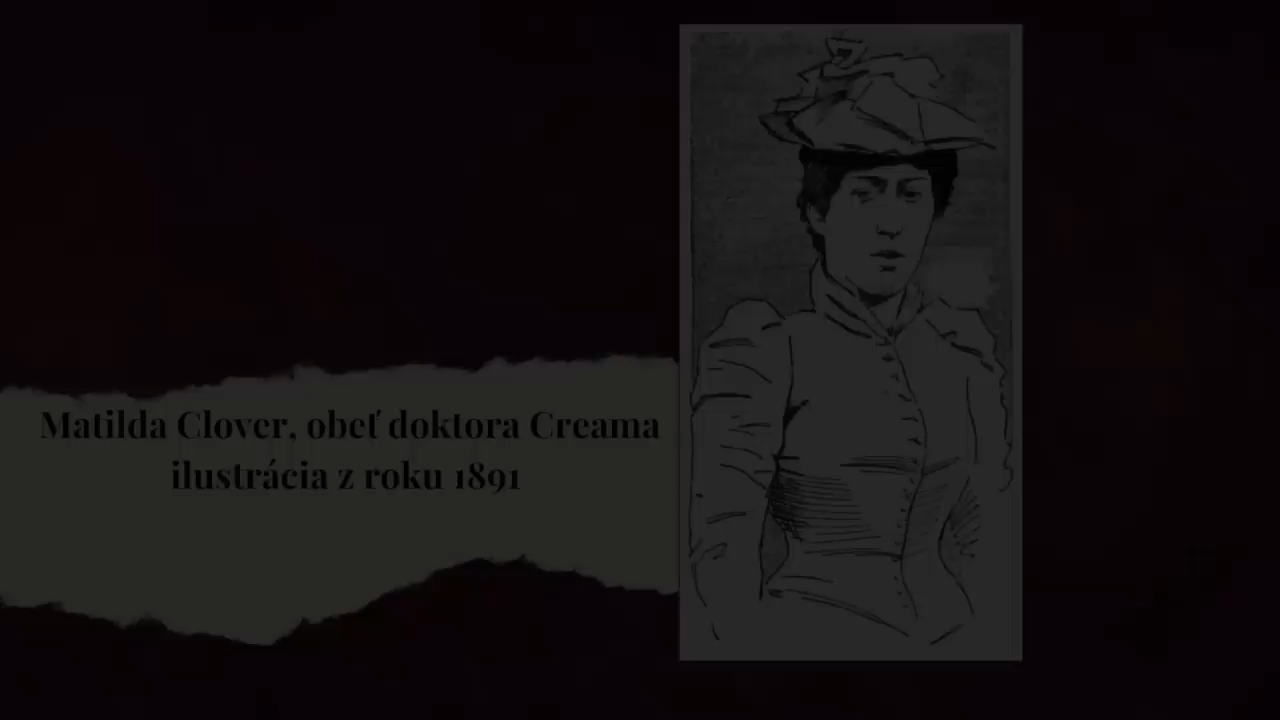 Matilda Clover, obeť doktora Creama
ilustrácia z roku 1891